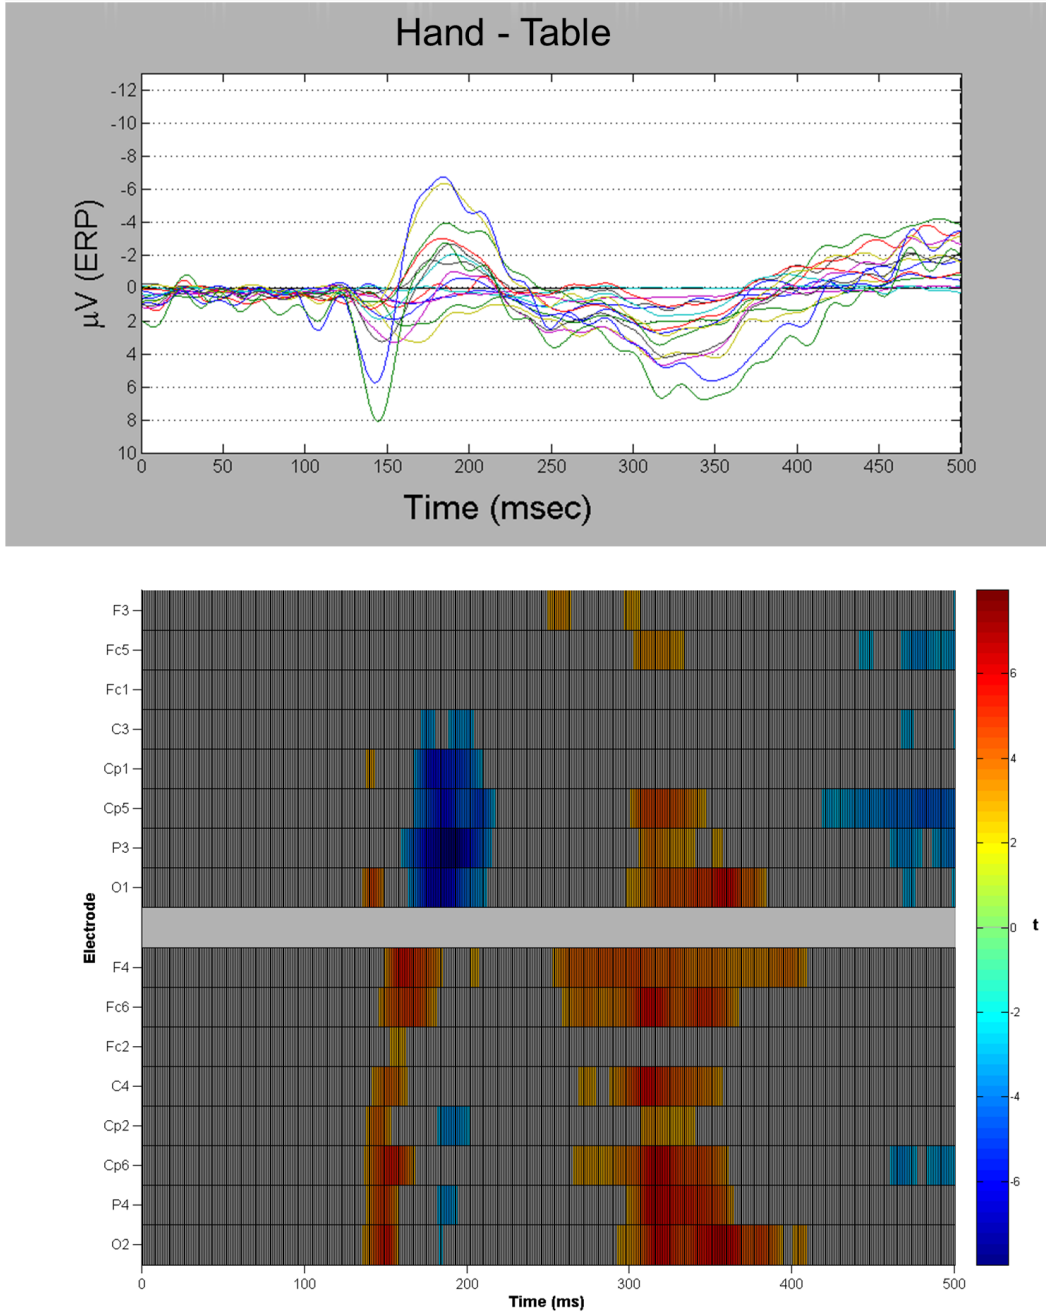 Hand - Table
-12
-10
-8
-6
-4
-2
0
2
4
6
8
10
µV (ERP)
0 50 100 150 200 250 300 350 400 450 500
Time (msec)
F3
Fc5
Fc1
C3
Cp1
Cp5
P3
O1
F4
Fc6
Fc2
C4
Cp2
Cp6
P4
O2
Electrode
0 100 200 300 400 500
Time (ms)
6
4
2
0
-2
-4
-6
t